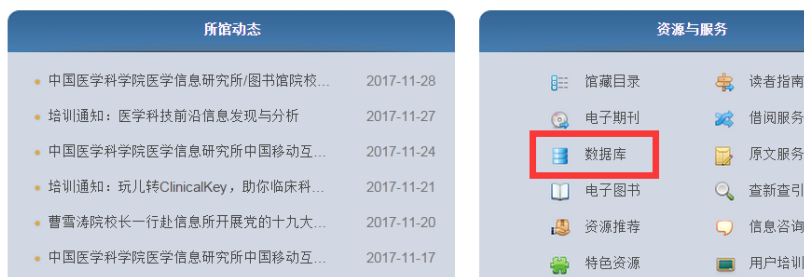 所馆动态
中国医学科学院医学信息研究所/图书馆院校... 2017-11-28
培训通知：医学科技前沿信息发现与分析 2017-11-27
中国医学科学院医学信息研究所中国移动互... 2017-11-24
培训通知：玩儿转ClinicalKey，助你临床科... 2017-11-21
曹雪涛院校长一行赴信息所开展党的十九大... 2017-11-20
中国医学科学院医学信息研究所中国移动互... 2017-11-17
资源与服务
馆藏目录 读者指南
电子期刊 借阅服务
数据库 原文服务
电子图书 查新查引
资源推荐 信息咨询
特色资源 用户培训